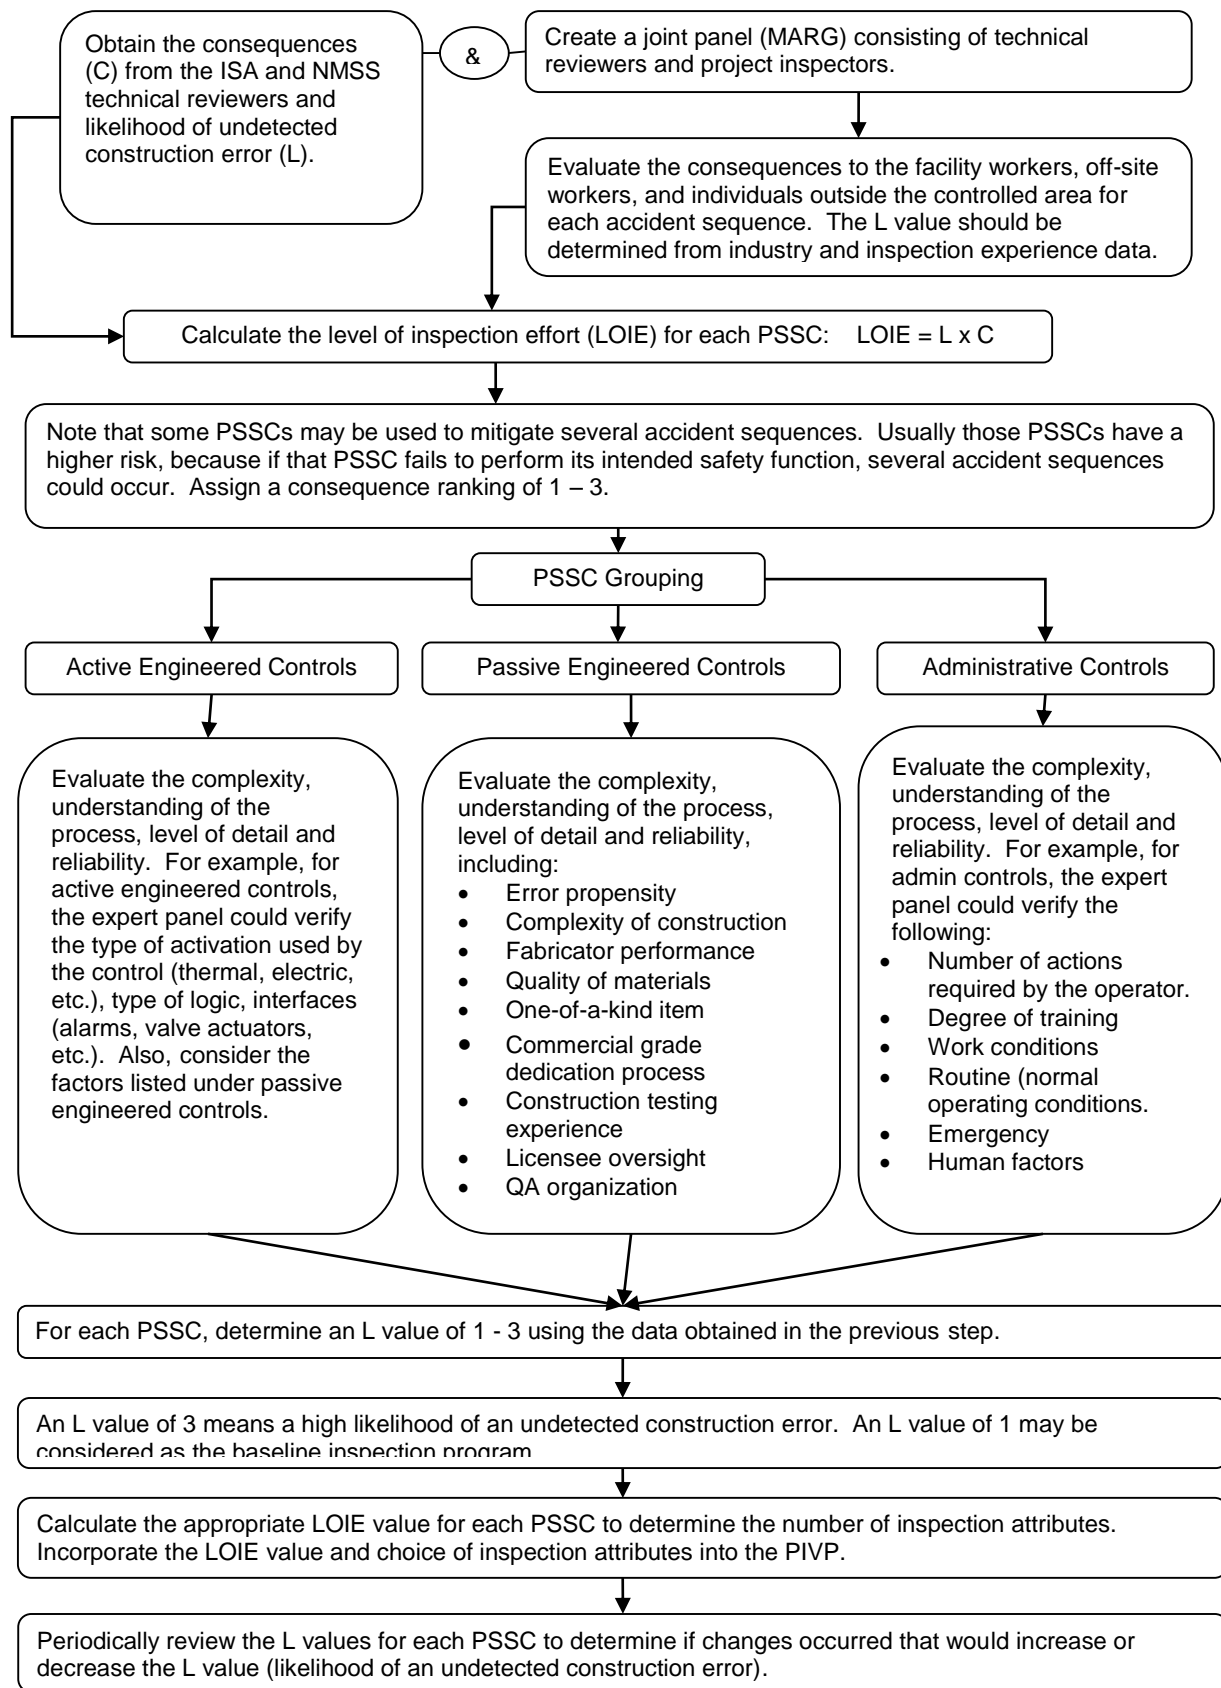 Obtain the consequences
(C) from the ISA and NMSS
technical reviewers and
likelihood of undetected
construction error (L).
&
Create a joint panel (MARG) consisting of technical
reviewers and project inspectors.
Evaluate the consequences to the facility workers, off-site
workers, and individuals outside the controlled area for
each accident sequence.  The L value should be
determined from industry and inspection experience data.
Calculate the level of inspection effort (LOIE) for each PSSC:    LOIE = L x C
Note that some PSSCs may be used to mitigate several accident sequences.  Usually those PSSCs have a
higher risk, because if that PSSC fails to perform its intended safety function, several accident sequences
could occur.  Assign a consequence ranking of 1 – 3.
PSSC Grouping
Active Engineered Controls
Passive Engineered Controls
Administrative Controls
Evaluate the complexity,
understanding of the
process, level of detail and
reliability.  For example, for
active engineered controls,
the expert panel could verify
the type of activation used by
the control (thermal, electric,
etc.), type of logic, interfaces
(alarms, valve actuators,
etc.).  Also, consider the
factors listed under passive
engineered controls.
Evaluate the complexity,
understanding of the process,
level of detail and reliability,
including:
• Error propensity
• Complexity of construction
• Fabricator performance
• Quality of materials
• One-of-a-kind item
• Commercial grade
dedication process
• Construction testing
experience
• Licensee oversight
• QA organization
Evaluate the complexity,
understanding of the
process, level of detail and
reliability.  For example, for
admin controls, the expert
panel could verify the
following:
• Number of actions
required by the operator.
• Degree of training
• Work conditions
• Routine (normal
operating conditions.
• Emergency
• Human factors
For each PSSC, determine an L value of 1 - 3 using the data obtained in the previous step.
An L value of 3 means a high likelihood of an undetected construction error.  An L value of 1 may be
considered as the baseline inspection program
Calculate the appropriate LOIE value for each PSSC to determine the number of inspection attributes.
Incorporate the LOIE value and choice of inspection attributes into the PIVP.
Periodically review the L values for each PSSC to determine if changes occurred that would increase or
decrease the L value (likelihood of an undetected construction error).